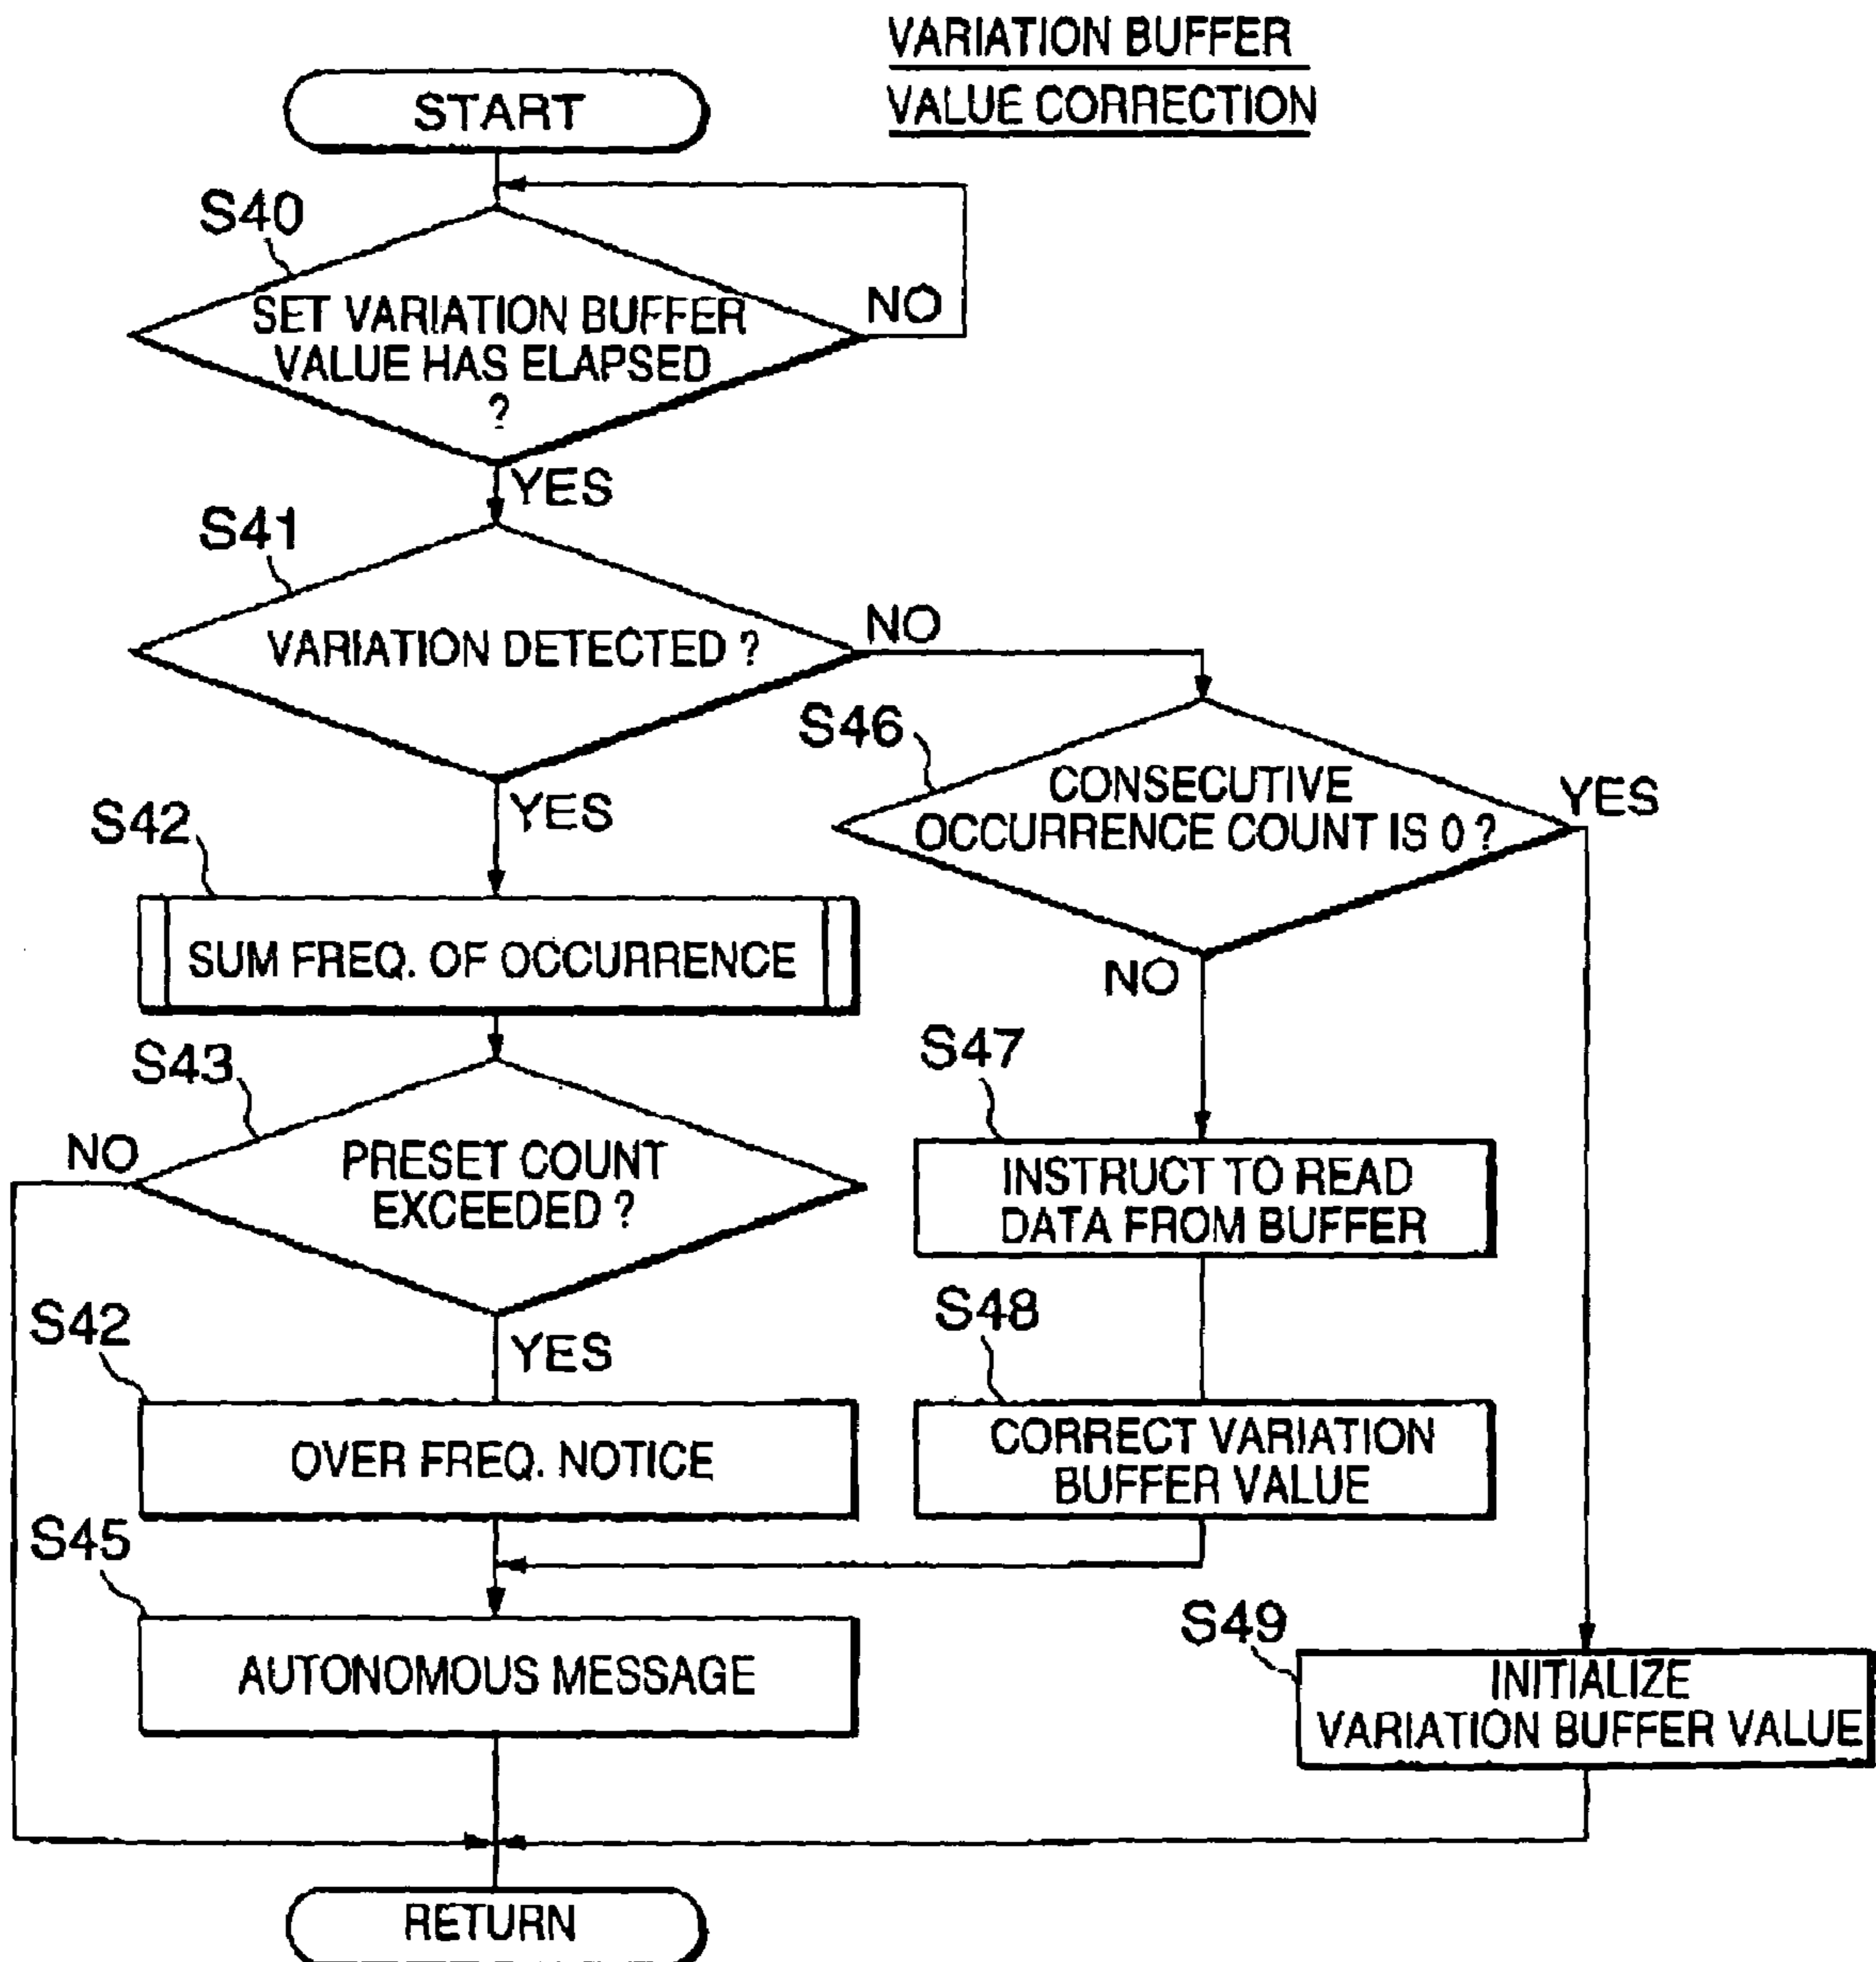 VARIATION BUFFER
VALUE CORRECTION
START
S40
SET VARIATION BUFFER
VALUE HAS ELAPSED
?
NO
YES
S41
VARIATION DETECTED ?
NO
YES
S46
CONSECUTIVE
OCCURRENCE COUNT IS 0 ?
YES
NO
S42
SUM FREQ. OF OCCURRENCE
S43
PRESET COUNT
EXCEEDED ?
NO
YES
S47
INSTRUCT TO READ
DATA FROM BUFFER
S42
OVER FREQ. NOTICE
S48
CORRECT VARIATION
BUFFER VALUE
S45
AUTONOMOUS MESSAGE
S49
INITIALIZE
VARIATION BUFFER VALUE
RETURN